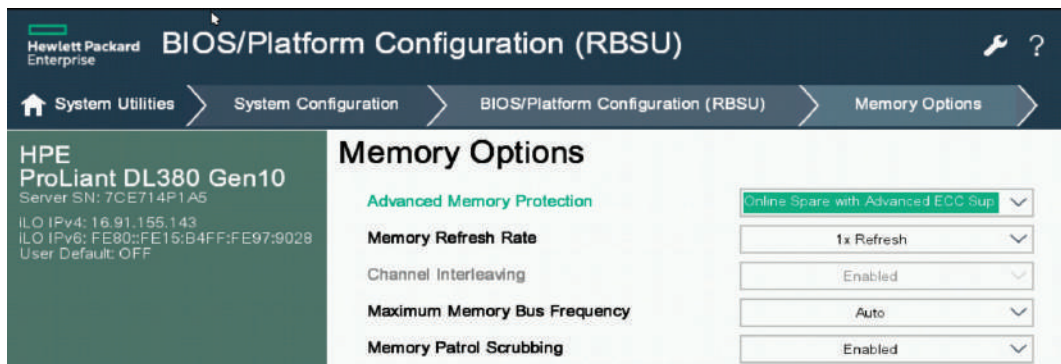 Hewlett Packard
Enterprise
BIOS/Platform Configuration (RBSU)
?
System Utilities
System Configuration
BIOS/Platform Configuration (RBSU)
Memory Options
HPE
ProLiant DL380 Gen10
Server SN: 7CE714P1A5
iLO IPv4: 16.91.155.143
iLO IPv6: FE80::FE15:B4FF:FE97:9028
User Default: OFF
Memory Options
Advanced Memory Protection
Online Spare with Advanced ECC Sup
Memory Refresh Rate
1x Refresh
Channel Interleaving
Enabled
Maximum Memory Bus Frequency
Auto
Memory Patrol Scrubbing
Enabled